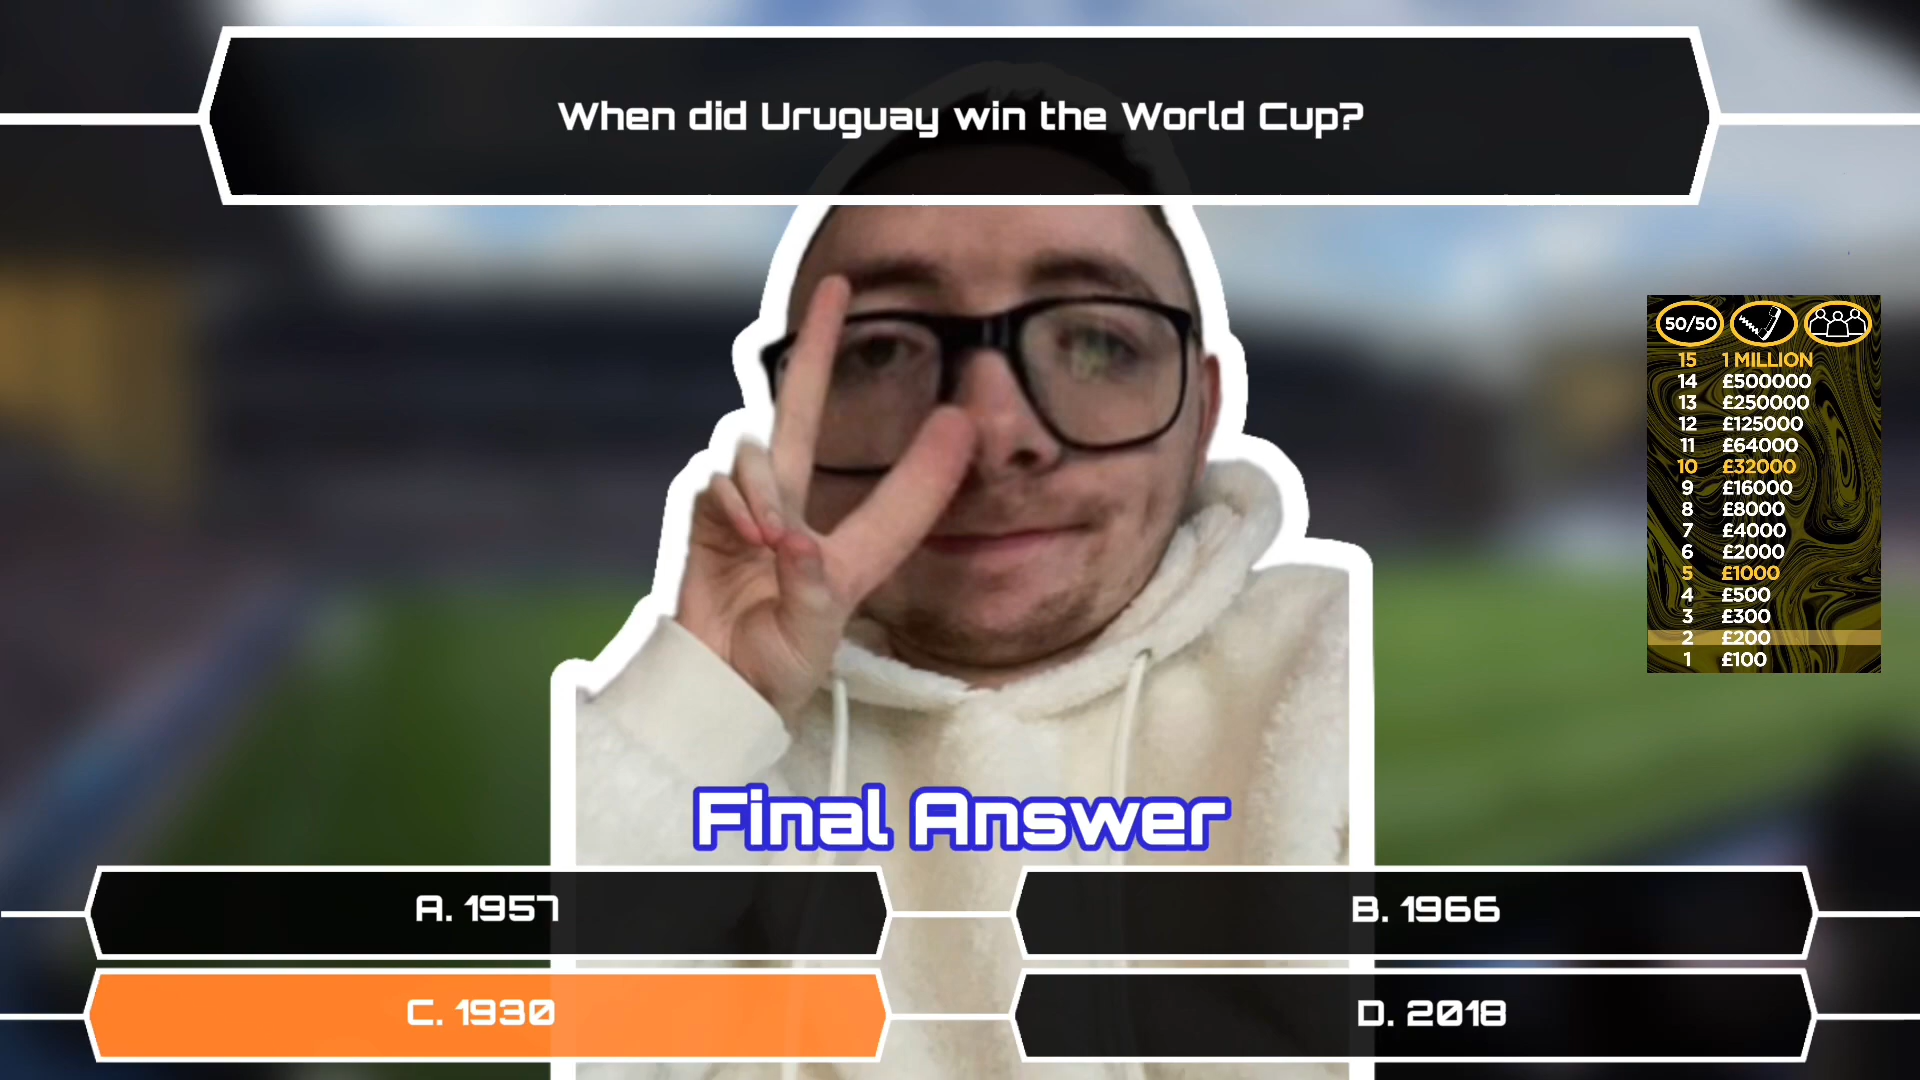 When did Uruguay win the World Cup?
50/50
15 1 MILLION
14 £500000
13 £250000
12 £125000
11 £64000
10 £32000
9 £16000
8 £8000
7 £4000
6 £2000
5 £1000
4 £500
3 £300
2 £200
1 £100
Final Answer
A. 1957
B. 1966
C. 1930
D. 2018